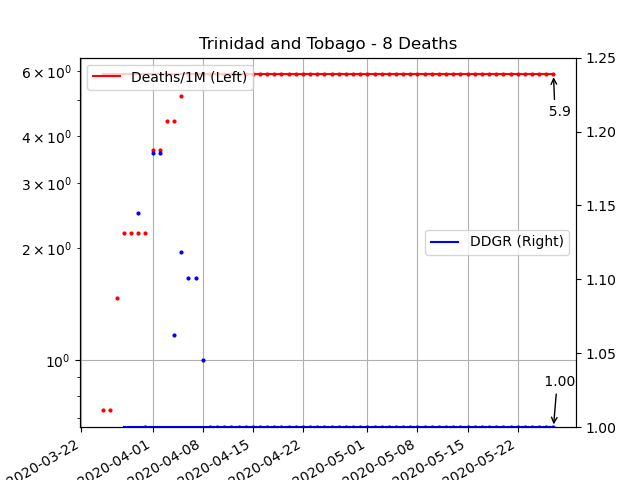 Trinidad and Tobago - 8 Deaths
Deaths/1M (Left)
DDGR (Right)
5.9
1.00
6 × 10⁰
4 × 10⁰
3 × 10⁰
2 × 10⁰
10⁰
1.25
1.20
1.15
1.10
1.05
1.00
2020-03-22
2020-04-01
2020-04-08
2020-04-15
2020-04-22
2020-05-01
2020-05-08
2020-05-15
2020-05-22